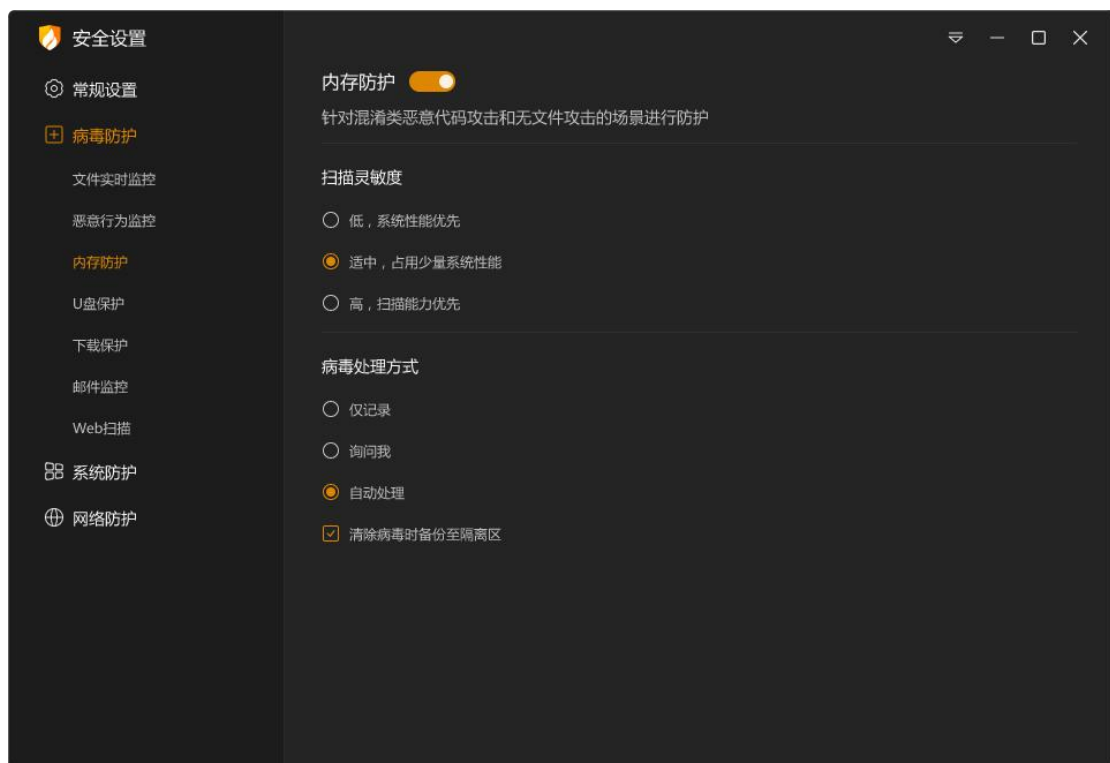 安全设置
常规设置
病毒防护
文件实时监控
恶意行为监控
内存防护
U盘保护
下载保护
邮件监控
Web扫描
系统防护
网络防护
内存防护
针对混淆类恶意代码攻击和无文件攻击的场景进行防护
扫描灵敏度
低，系统性能优先
适中，占用少量系统性能
高，扫描能力优先
病毒处理方式
仅记录
询问我
自动处理
清除病毒时备份至隔离区